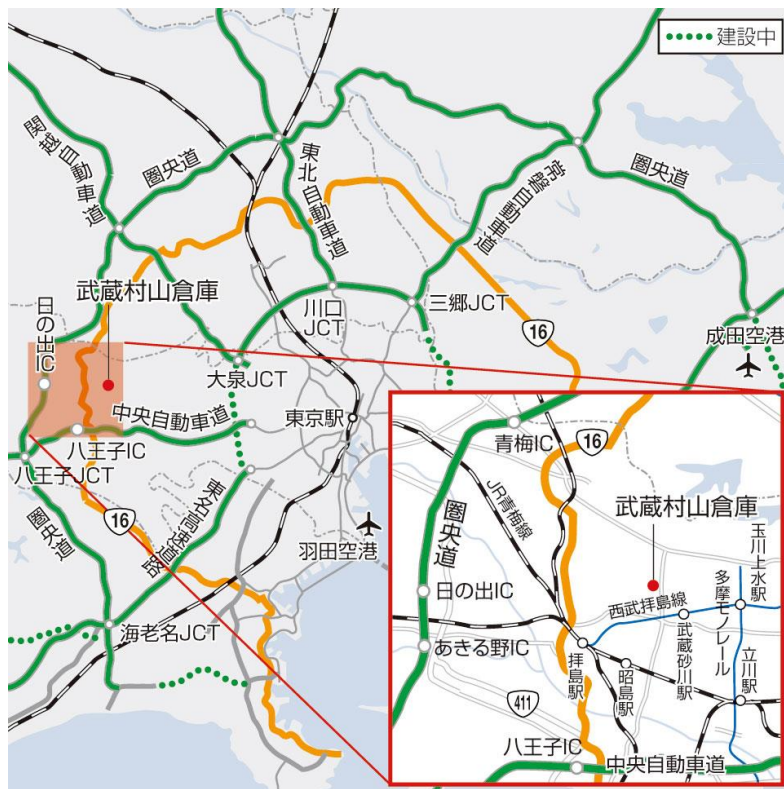 建設中
関越自動車道
圏央道
東北自動車道
常磐自動車道
圏央道
武蔵村山倉庫
日の出IC
川口
JCT
三郷JCT
16
成田空港
大泉JCT
中央自動車道
東京駅
八王子IC
八王子JCT
圏央道
16
東名高速道路
羽田空港
海老名JCT
青梅IC
16
JR青梅線
圏央道
武蔵村山倉庫
玉川上水駅
多摩モノレール
日の出IC
西武拝島線
あきる野IC
拝島駅
昭島駅
武蔵砂川駅
立川駅
411
八王子IC
中央自動車道